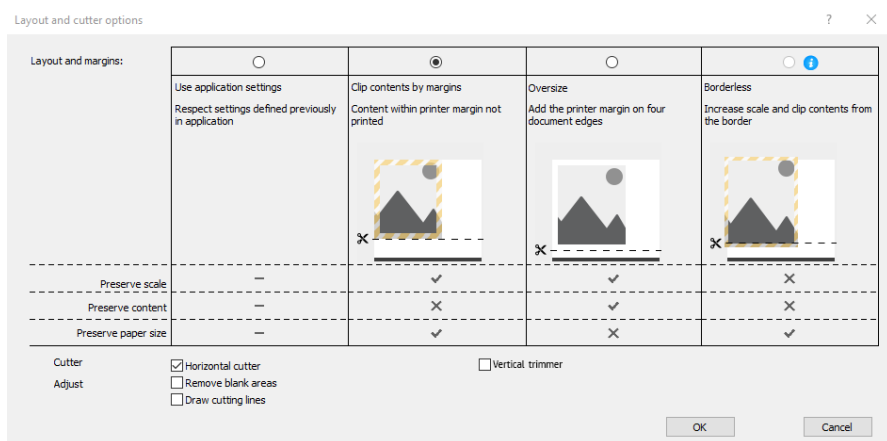 Layout and cutter options
Layout and margins:
Use application settings
Respect settings defined previously
in application
Clip contents by margins
Content within printer margin not
printed
Oversize
Add the printer margin on four
document edges
Borderless
Increase scale and clip contents from
the border
Preserve scale
Preserve content
Preserve paper size
Cutter
Horizontal cutter
Vertical trimmer
Adjust
Remove blank areas
Draw cutting lines
OK
Cancel